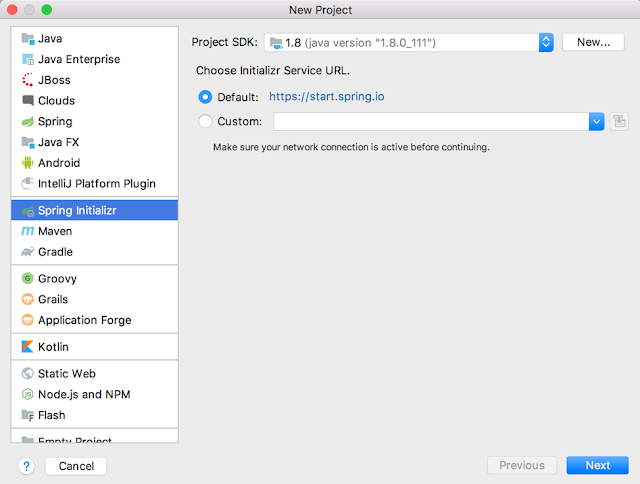 New Project
Java
Java Enterprise
JBoss
Clouds
Spring
Java FX
Android
IntelliJ Platform Plugin
Spring Initializr
Maven
Gradle
Groovy
Grails
Application Forge
Kotlin
Static Web
Node.js and NPM
Flash
Empty Project
Project SDK: 1.8 (java version "1.8.0_111") New...
Choose Initializr Service URL.
Default: https://start.spring.io
Custom:
Make sure your network connection is active before continuing.
? Cancel Previous Next